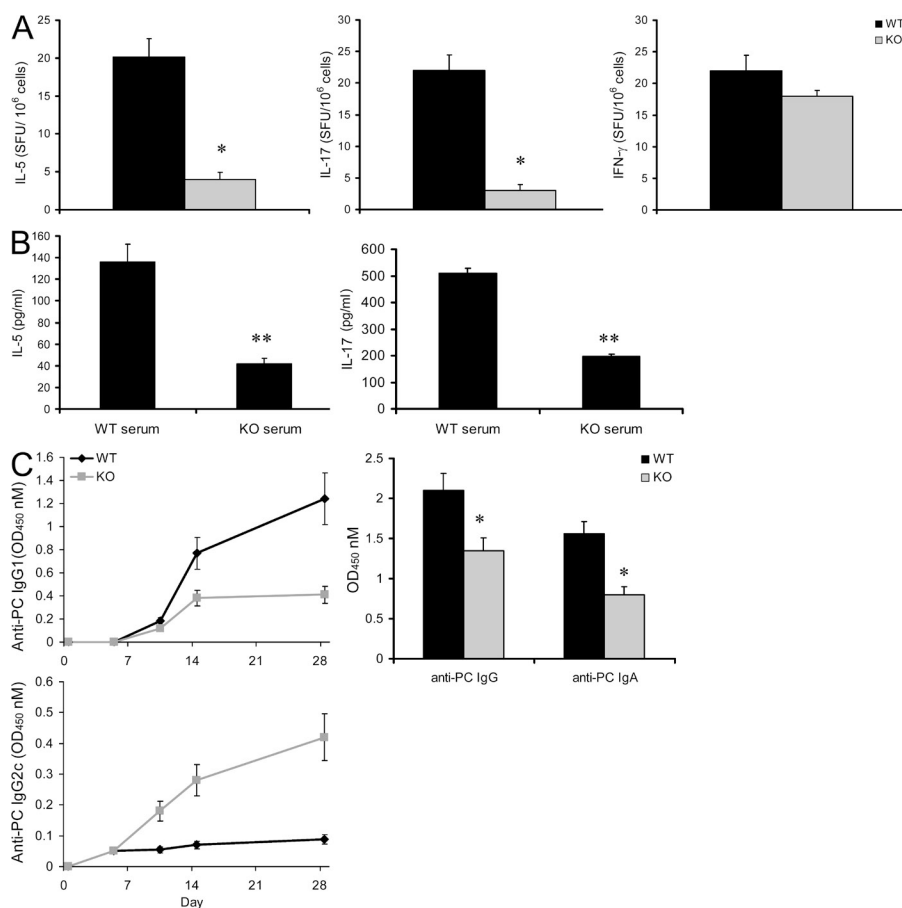 A
IL-5 (SFU/ 10⁶ cells)
25
20
15
10
5
0
*
IL-17 (SFU/10⁶ cells)
30
25
20
15
10
5
0
*
IFN-γ (SFU/10⁶ cells)
30
25
20
15
10
5
0
WT
KO
B
IL-5 (pg/ml)
160
140
120
100
80
60
40
20
0
**
WT serum
KO serum
IL-17 (pg/ml)
600
500
400
300
200
100
0
**
WT serum
KO serum
C
WT
KO
Anti-PC IgG1(OD₄₅₀ nM)
1.6
1.4
1.2
1
0.8
0.6
0.4
0.2
0
0 7 14 21 28
OD₄₅₀ nM
2.5
2
1.5
1
0.5
0
WT
KO
*
*
anti-PC IgG
anti-PC IgA
Anti-PC IgG2c (OD₄₅₀ nM)
0.6
0.5
0.4
0.3
0.2
0.1
0
0 7 14 21 28
Day